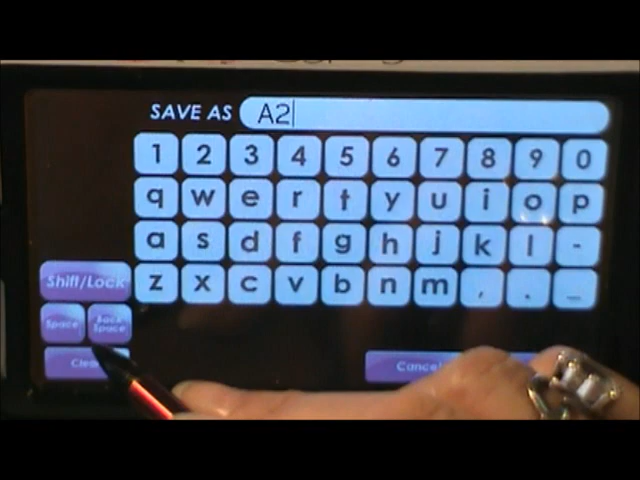 SAVE AS A2
1 2 3 4 5 6 7 8 9 0
q w e r t y u i o p
a s d f g h j k l -
Shift/Lock z x c v b n m , . _
Space Back Space
Clear Cancel